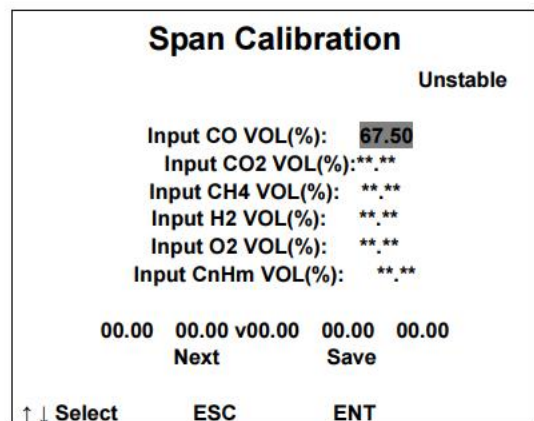 Span Calibration
Unstable
Input CO VOL(%): 67.50
Input CO2 VOL(%):**.**
Input CH4 VOL(%): **.**
Input H2 VOL(%): **.**
Input O2 VOL(%): **.**
Input CnHm VOL(%): **.**
00.00 00.00 v00.00 00.00 00.00
Next Save
↑↓ Select ESC ENT